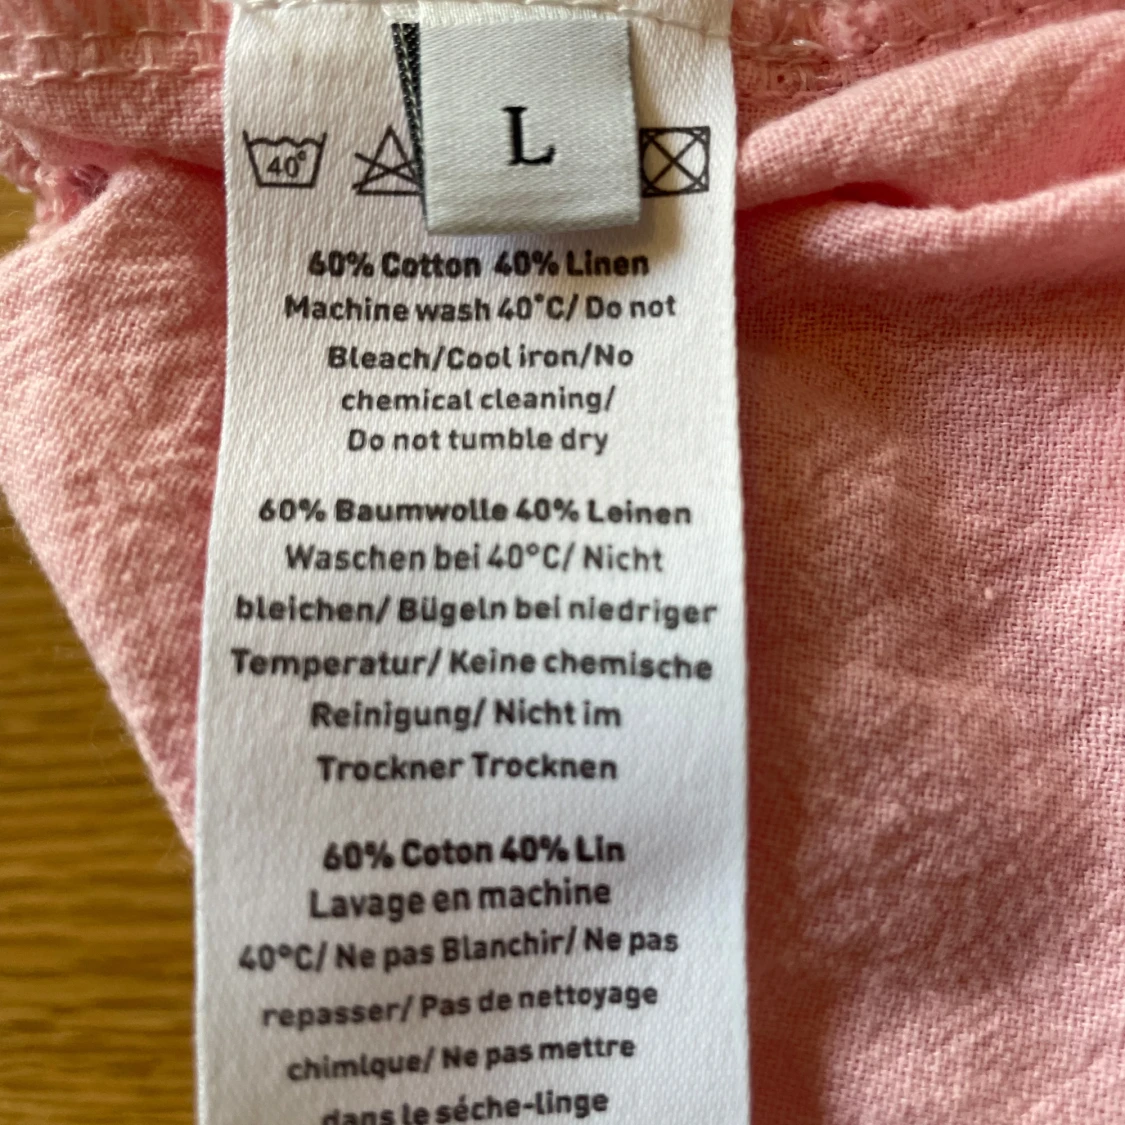 L
40°
60% Cotton 40% Linen
Machine wash 40°C/ Do not
Bleach/Cool iron/No
chemical cleaning/
Do not tumble dry
60% Baumwolle 40% Leinen
Waschen bei 40°C/ Nicht
bleichen/ Bügeln bei niedriger
Temperatur/ Keine chemische
Reinigung/ Nicht im
Trockner Trocknen
60% Coton 40% Lin
Lavage en machine
40°C/ Ne pas Blanchir/ Ne pas
repasser/ Pas de nettoyage
chimlque/ Ne pas mettre
dans le séche-linge